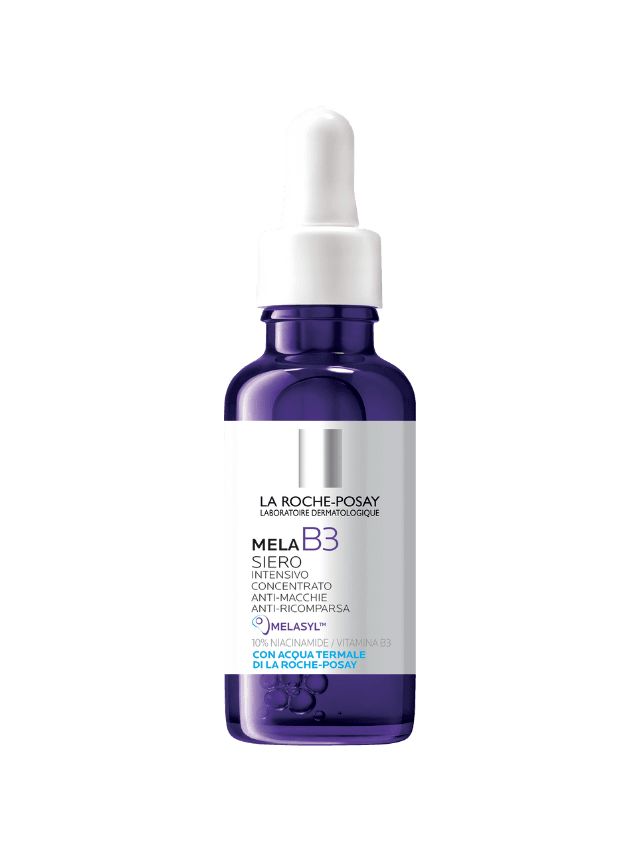 LA ROCHE-POSAY
LABORATOIRE DERMATOLOGIQUE
MELA B3
SIERO
INTENSIVO
CONCENTRATO
ANTI-MACCHIE
ANTI-RICOMPARSA
MELASYL™
10% NIACINAMIDE / VITAMINA B3
CON ACQUA TERMALE
DI LA ROCHE-POSAY